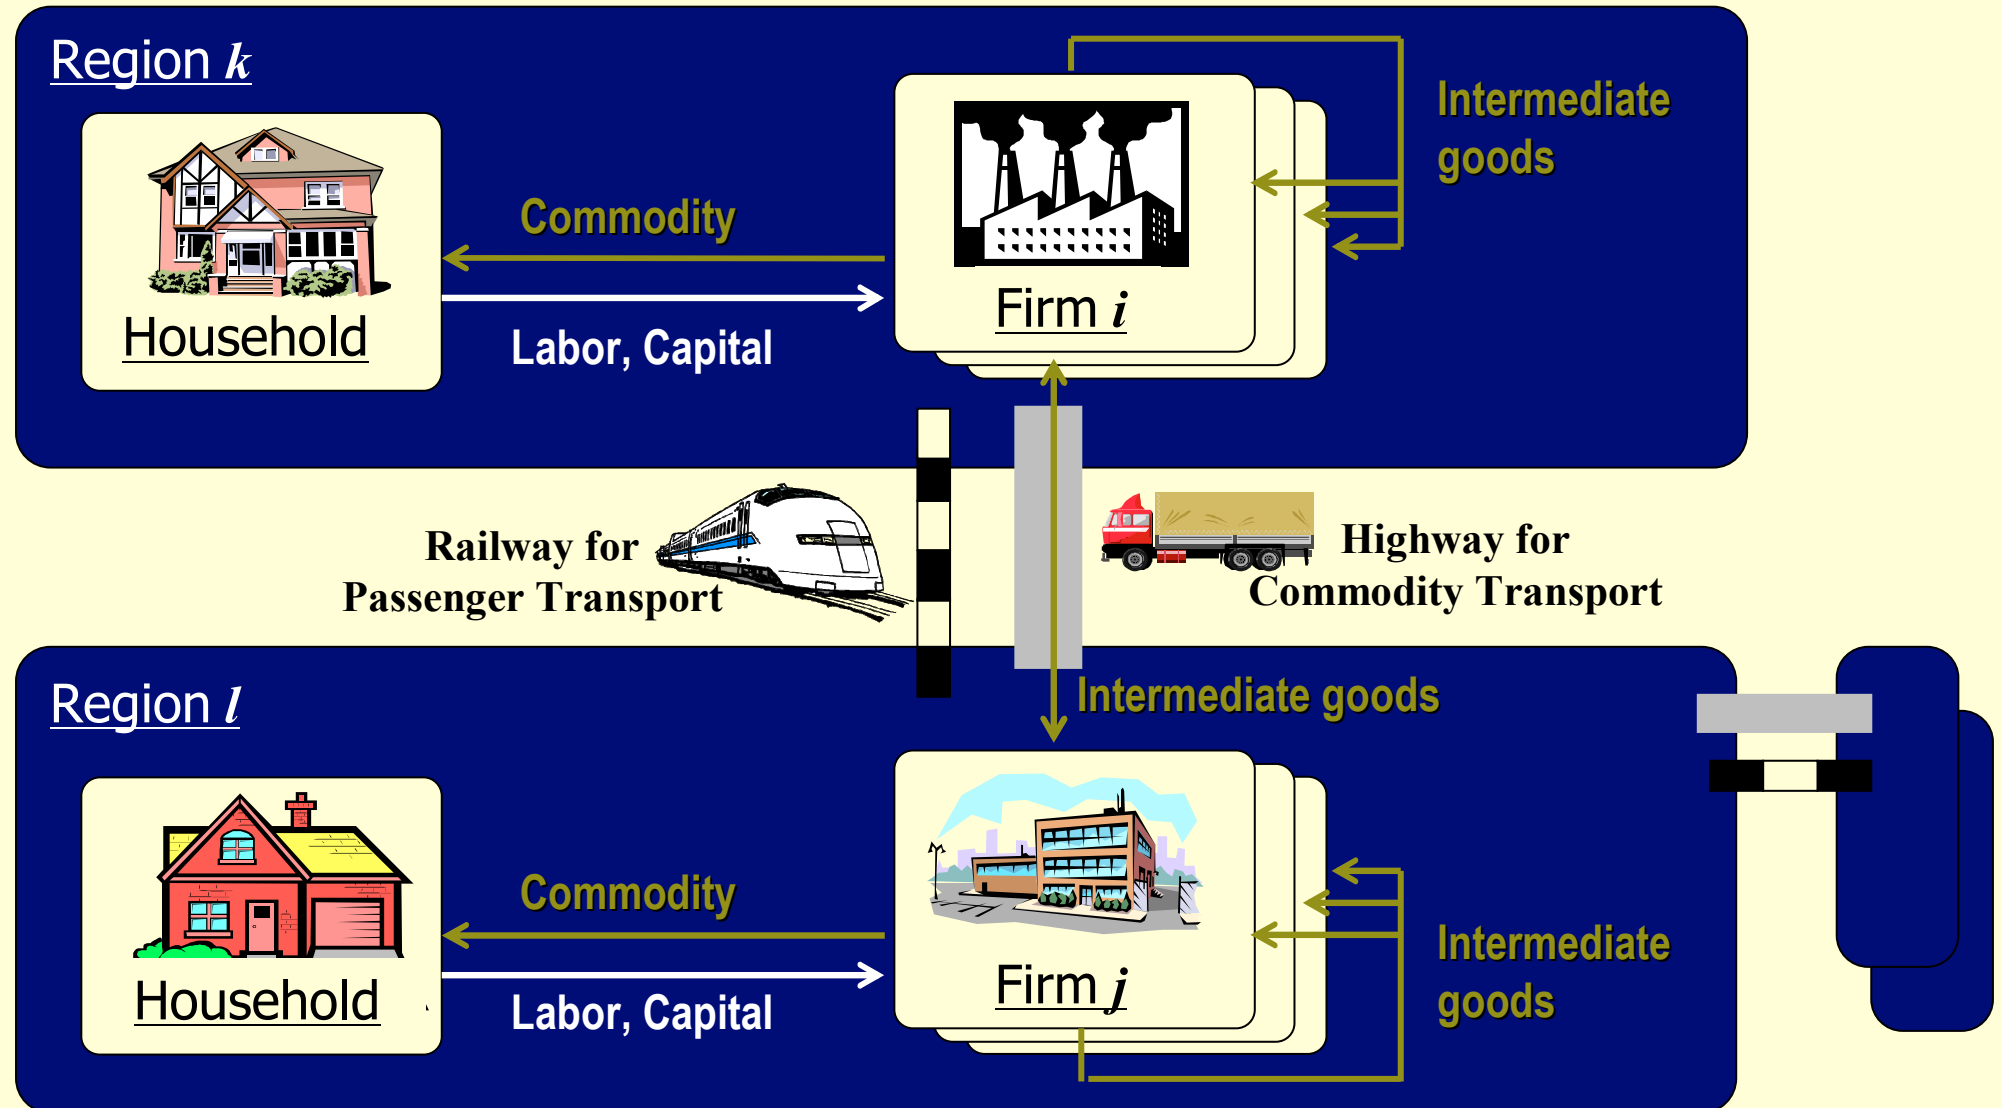 Region k
Intermediate
goods
Commodity
Household
Labor, Capital
Firm i
Railway for
Passenger Transport
Highway for
Commodity Transport
Region l
Intermediate goods
Commodity
Household
Labor, Capital
Firm j
Intermediate
goods